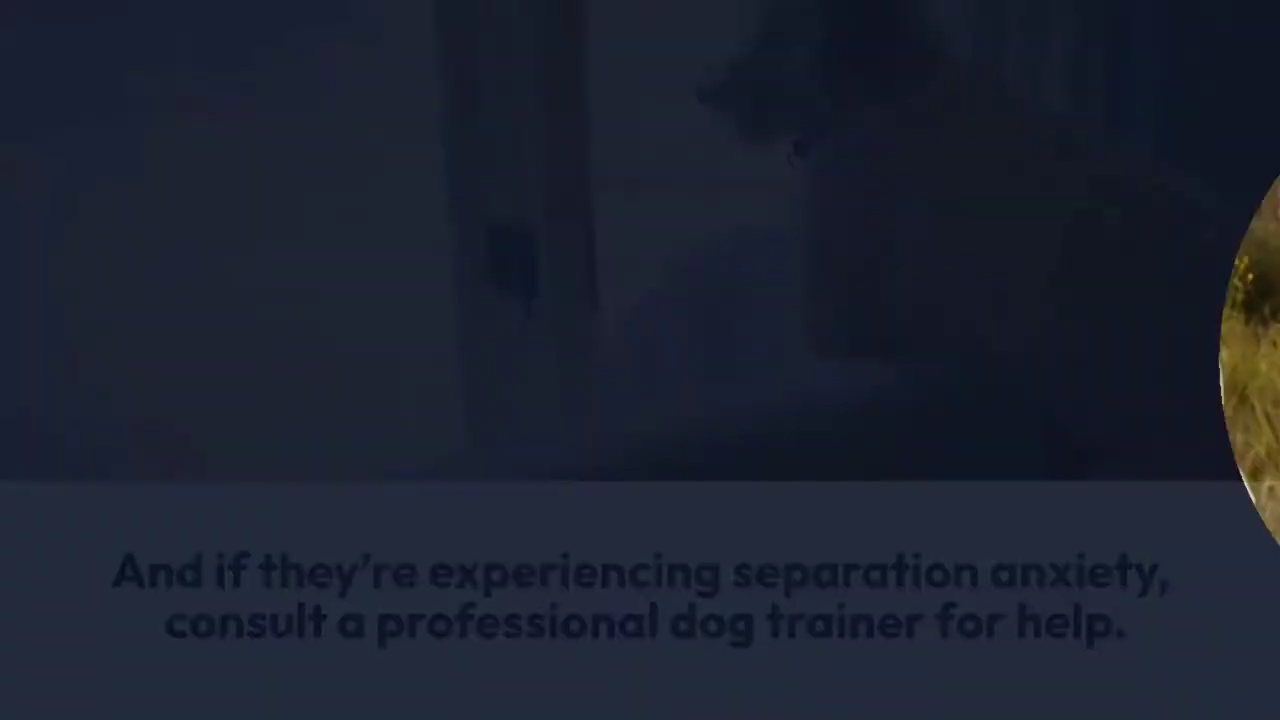 And if they’re experiencing separation anxiety,
consult a professional dog trainer for help.